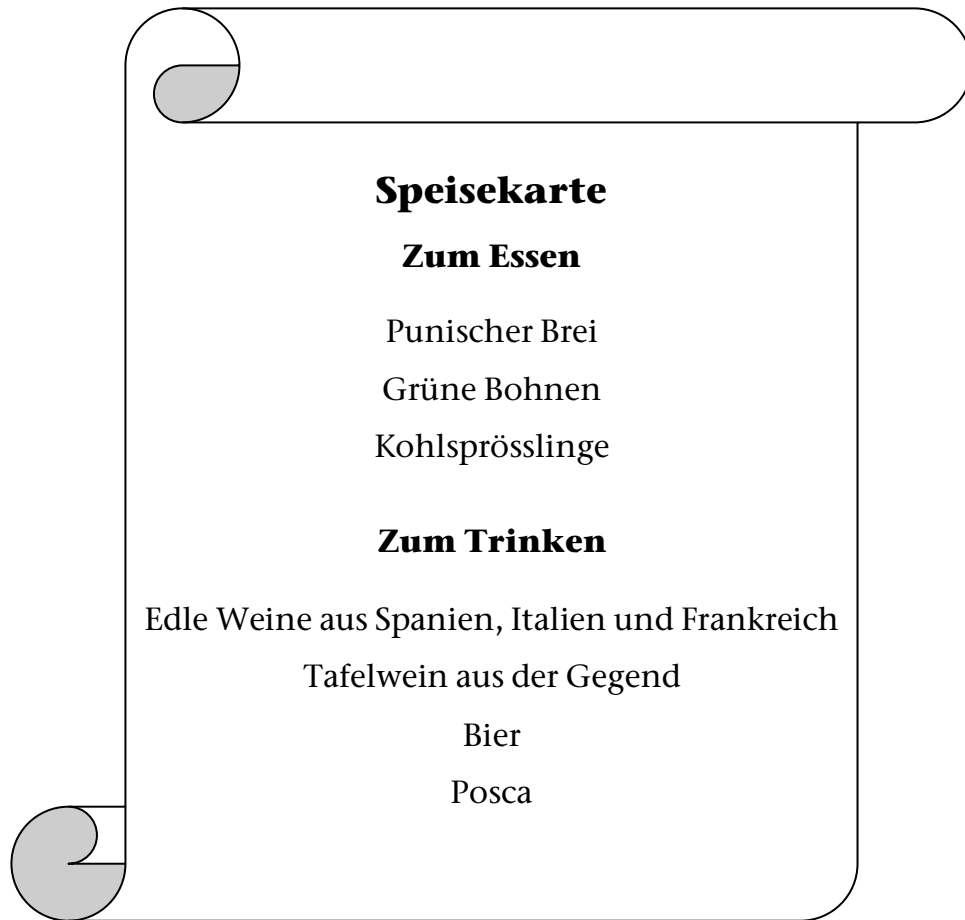 Speisekarte
Zum Essen
Punischer Brei
Grüne Bohnen
Kohlsprösslinge
Zum Trinken
Edle Weine aus Spanien, Italien und Frankreich
Tafelwein aus der Gegend
Bier
Posca